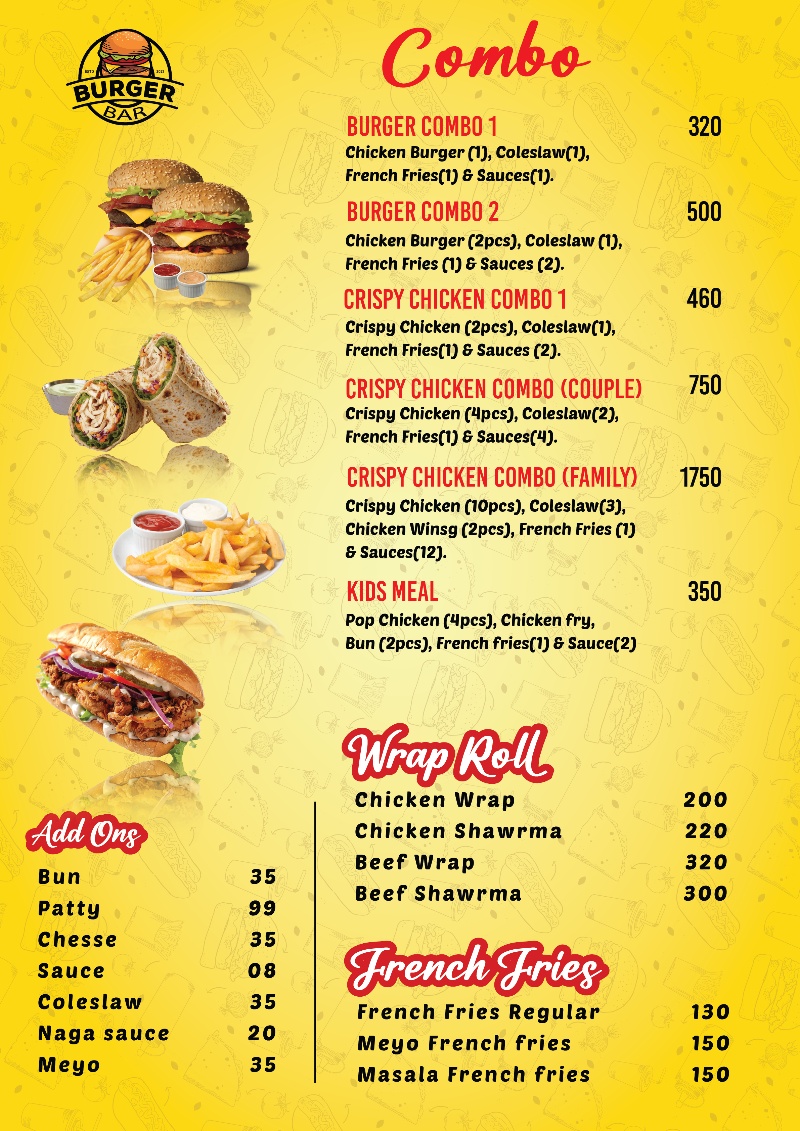 ESTD 2021
BURGER
BAR
Combo
BURGER COMBO 1 320
Chicken Burger (1), Coleslaw(1),
French Fries(1) & Sauces(1).
BURGER COMBO 2 500
Chicken Burger (2pcs), Coleslaw (1),
French Fries (1) & Sauces (2).
CRISPY CHICKEN COMBO 1 460
Crispy Chicken (2pcs), Coleslaw(1),
French Fries(1) & Sauces (2).
CRISPY CHICKEN COMBO (COUPLE) 750
Crispy Chicken (4pcs), Coleslaw(2),
French Fries(1) & Sauces(4).
CRISPY CHICKEN COMBO (FAMILY) 1750
Crispy Chicken (10pcs), Coleslaw(3),
Chicken Winsg (2pcs), French Fries (1)
& Sauces(12).
KIDS MEAL 350
Pop Chicken (4pcs), Chicken fry,
Bun (2pcs), French fries(1) & Sauce(2)
Wrap Roll
Chicken Wrap 200
Chicken Shawrma 220
Beef Wrap 320
Beef Shawrma 300
Add Ons
Bun 35
Patty 99
Chesse 35
Sauce 08
Coleslaw 35
Naga sauce 20
Meyo 35
French Fries
French Fries Regular 130
Meyo French fries 150
Masala French fries 150